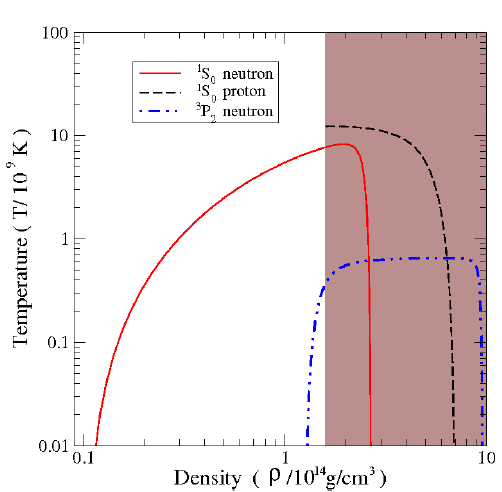 100
10
1
0.1
0.01
Temperature ( T/ 10⁹ K )
¹S₀ neutron
¹S₀ proton
³P₂ neutron
0.1 1 10
Density ( ρ /10¹⁴g/cm³ )